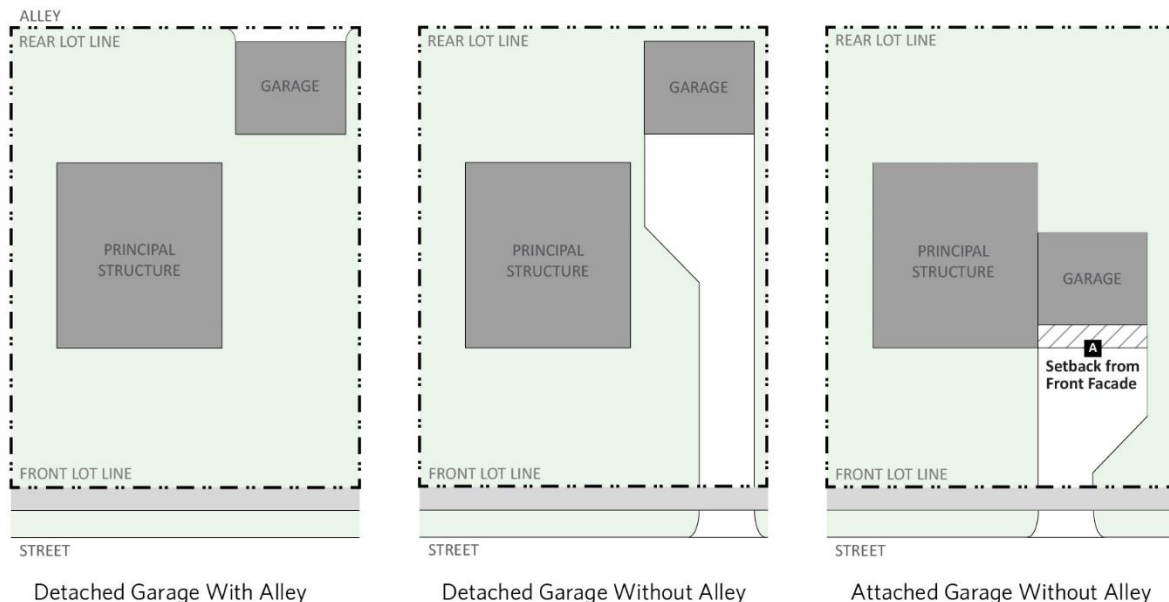 ALLEY
REAR LOT LINE
GARAGE
PRINCIPAL
STRUCTURE
FRONT LOT LINE
STREET
Detached Garage With Alley
REAR LOT LINE
GARAGE
PRINCIPAL
STRUCTURE
FRONT LOT LINE
STREET
Detached Garage Without Alley
REAR LOT LINE
PRINCIPAL
STRUCTURE
GARAGE
A
Setback from
Front Facade
FRONT LOT LINE
STREET
Attached Garage Without Alley